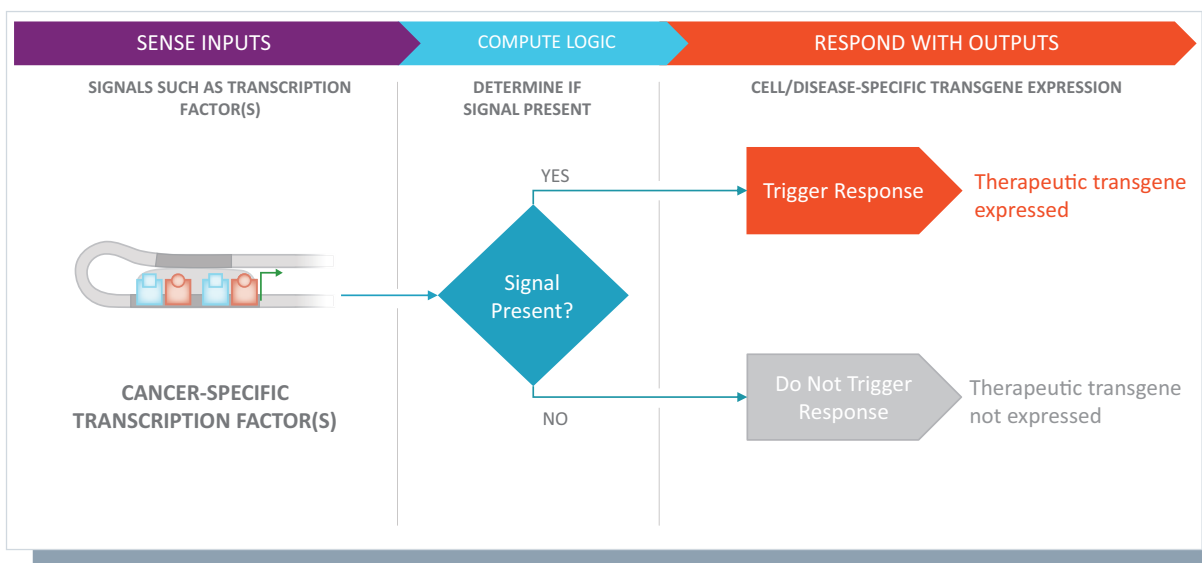 SENSE INPUTS
COMPUTE LOGIC
RESPOND WITH OUTPUTS
SIGNALS SUCH AS TRANSCRIPTION
FACTOR(S)
DETERMINE IF
SIGNAL PRESENT
CELL/DISEASE-SPECIFIC TRANSGENE EXPRESSION
CANCER-SPECIFIC
TRANSCRIPTION FACTOR(S)
Signal
Present?
YES
Trigger Response
Therapeutic transgene
expressed
NO
Do Not Trigger
Response
Therapeutic transgene
not expressed